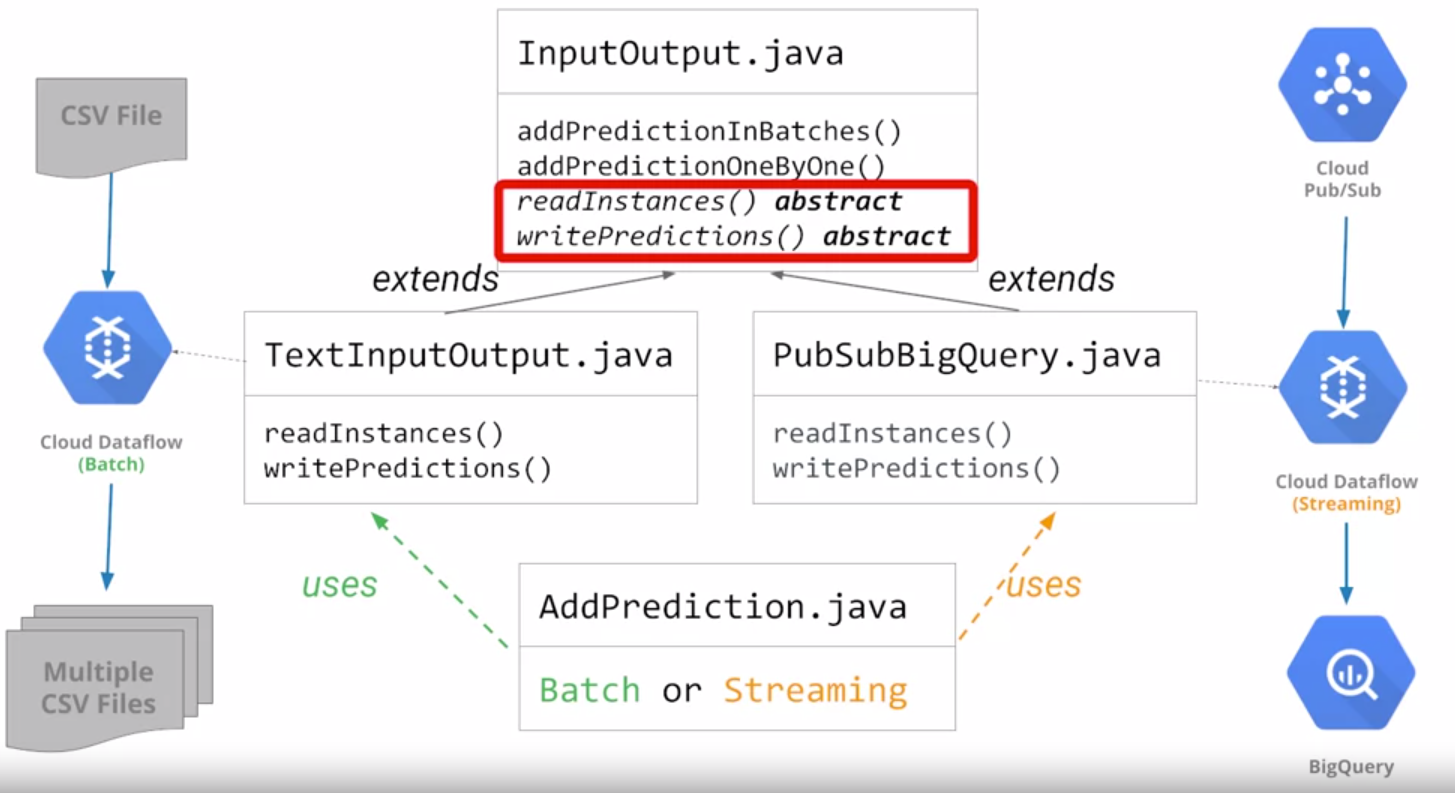 InputOutput.java
addPredictionInBatches()
addPredictionOneByOne()
readInstances() abstract
writePredictions() abstract
CSV File
Cloud
Pub/Sub
extends
extends
TextInputOutput.java
readInstances()
writePredictions()
PubSubBigQuery.java
readInstances()
writePredictions()
Cloud Dataflow
(Batch)
Cloud Dataflow
(Streaming)
uses
uses
AddPrediction.java
Batch or Streaming
Multiple
CSV Files
BigQuery